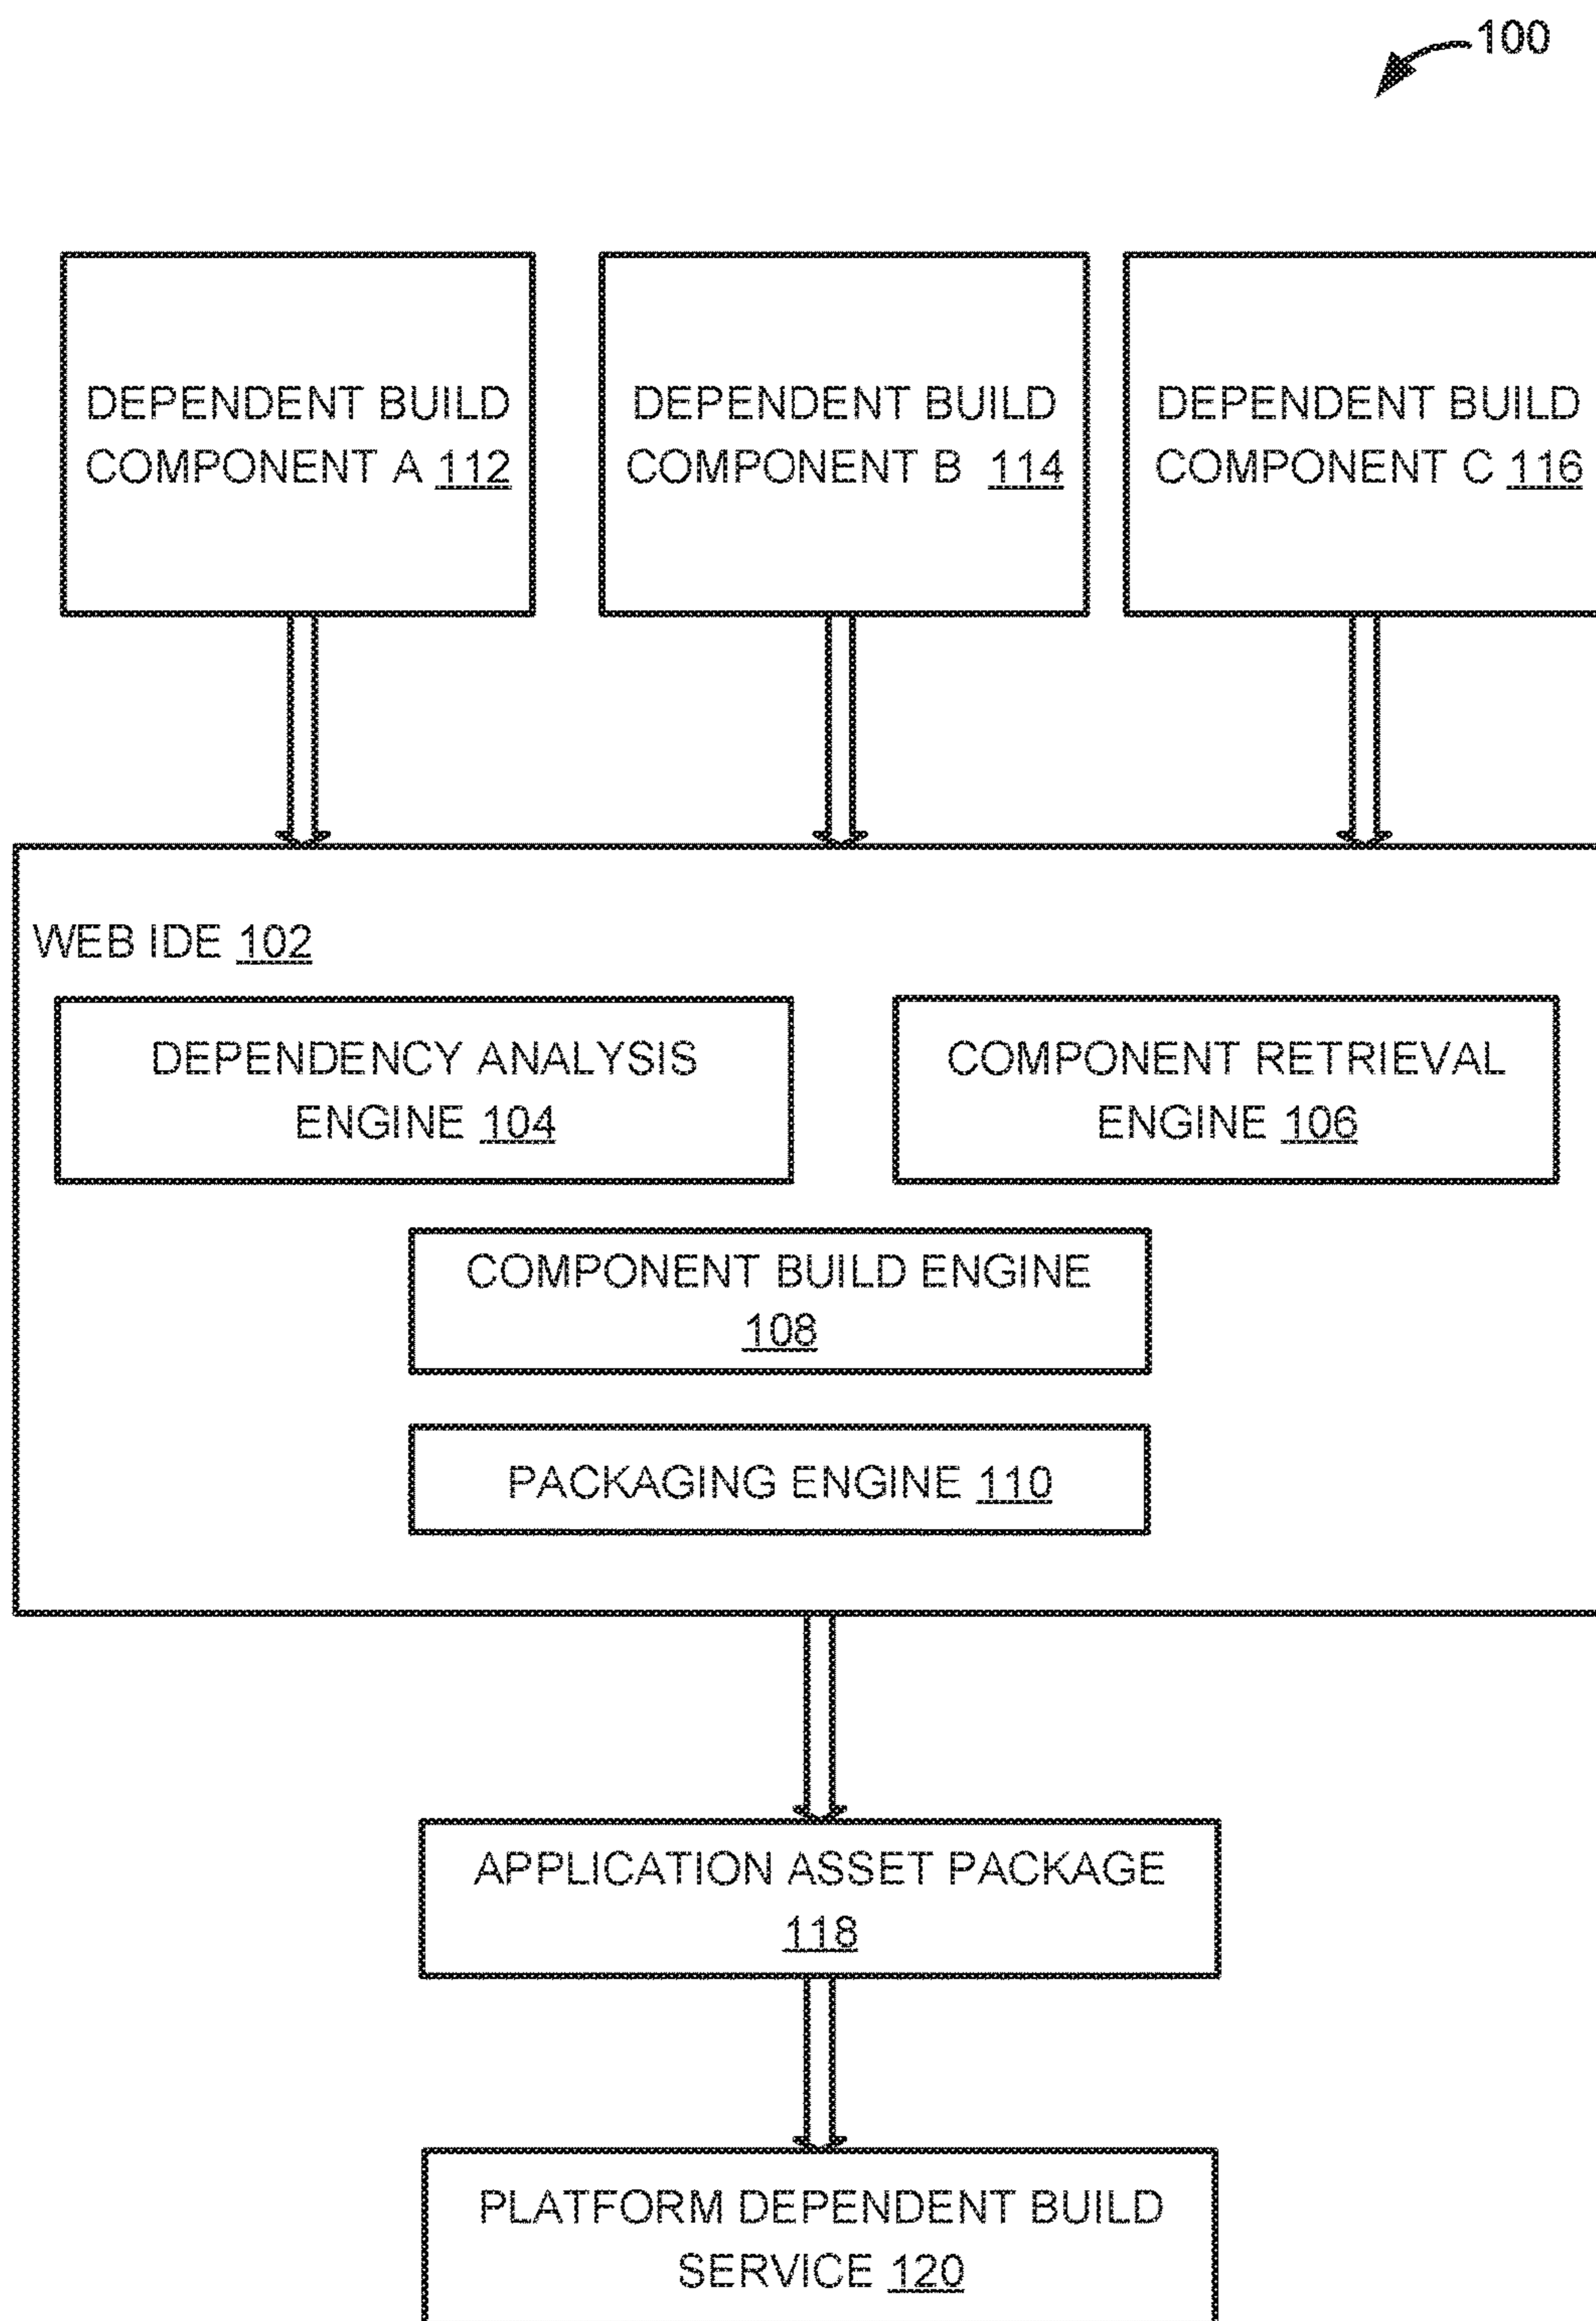 100
DEPENDENT BUILD
COMPONENT A 112
DEPENDENT BUILD
COMPONENT B 114
DEPENDENT BUILD
COMPONENT C 116
WEB IDE 102
DEPENDENCY ANALYSIS
ENGINE 104
COMPONENT RETRIEVAL
ENGINE 106
COMPONENT BUILD ENGINE
108
PACKAGING ENGINE 110
APPLICATION ASSET PACKAGE
118
PLATFORM DEPENDENT BUILD
SERVICE 120